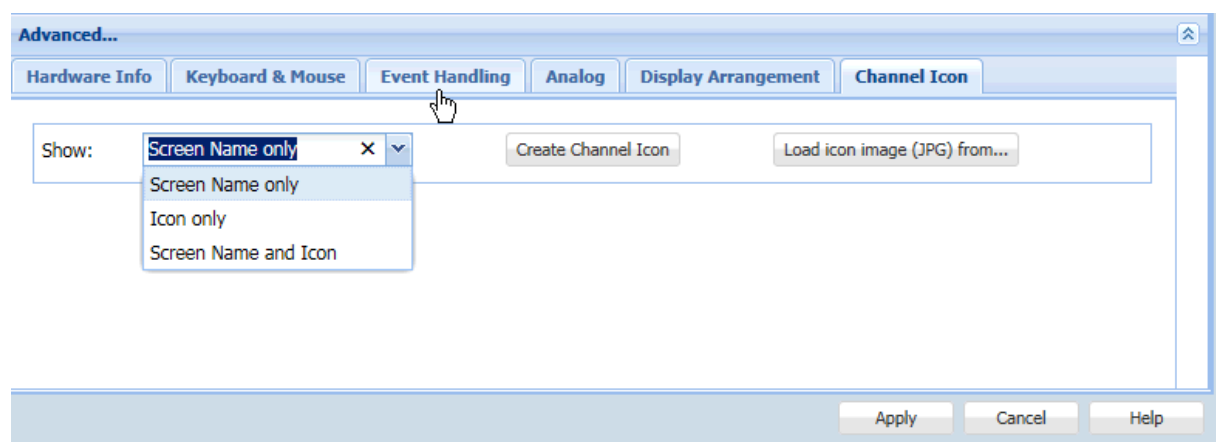 Advanced...
Hardware Info Keyboard & Mouse Event Handling Analog Display Arrangement Channel Icon
Show: Screen Name only Create Channel Icon Load icon image (JPG) from...
Screen Name only
Icon only
Screen Name and Icon
Apply Cancel Help